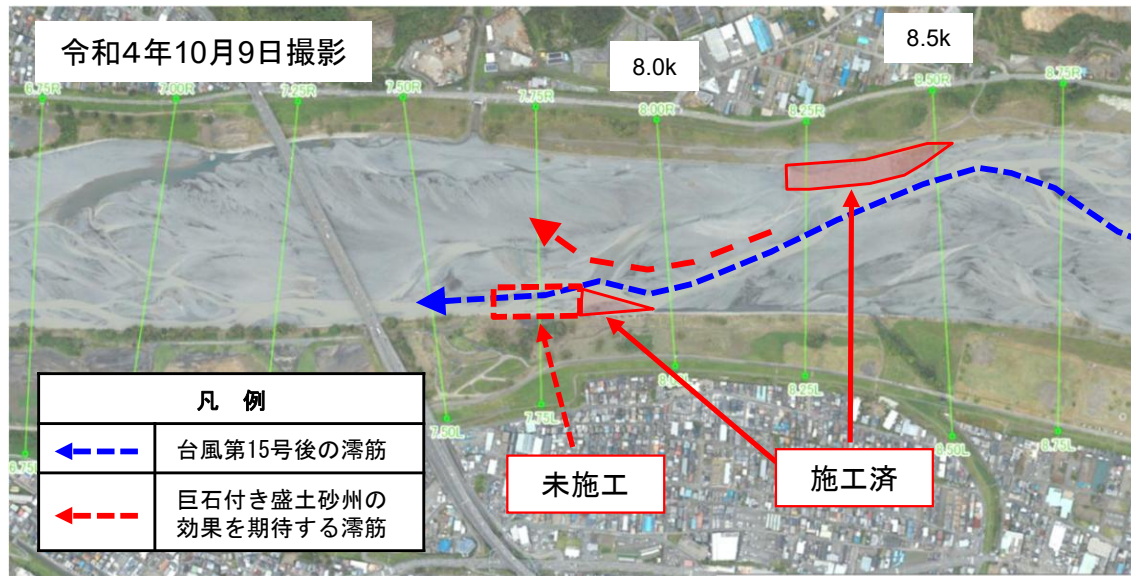 令和4年10月9日撮影
8.0k
8.5k
6.75R
7.00R
7.25R
7.50R
7.75R
8.00R
8.25R
8.50R
8.75R
7.50L
7.75L
8.25L
8.50L
8.75L
凡 例
台風第15号後の澪筋
巨石付き盛土砂州の
効果を期待する澪筋
未施工
施工済